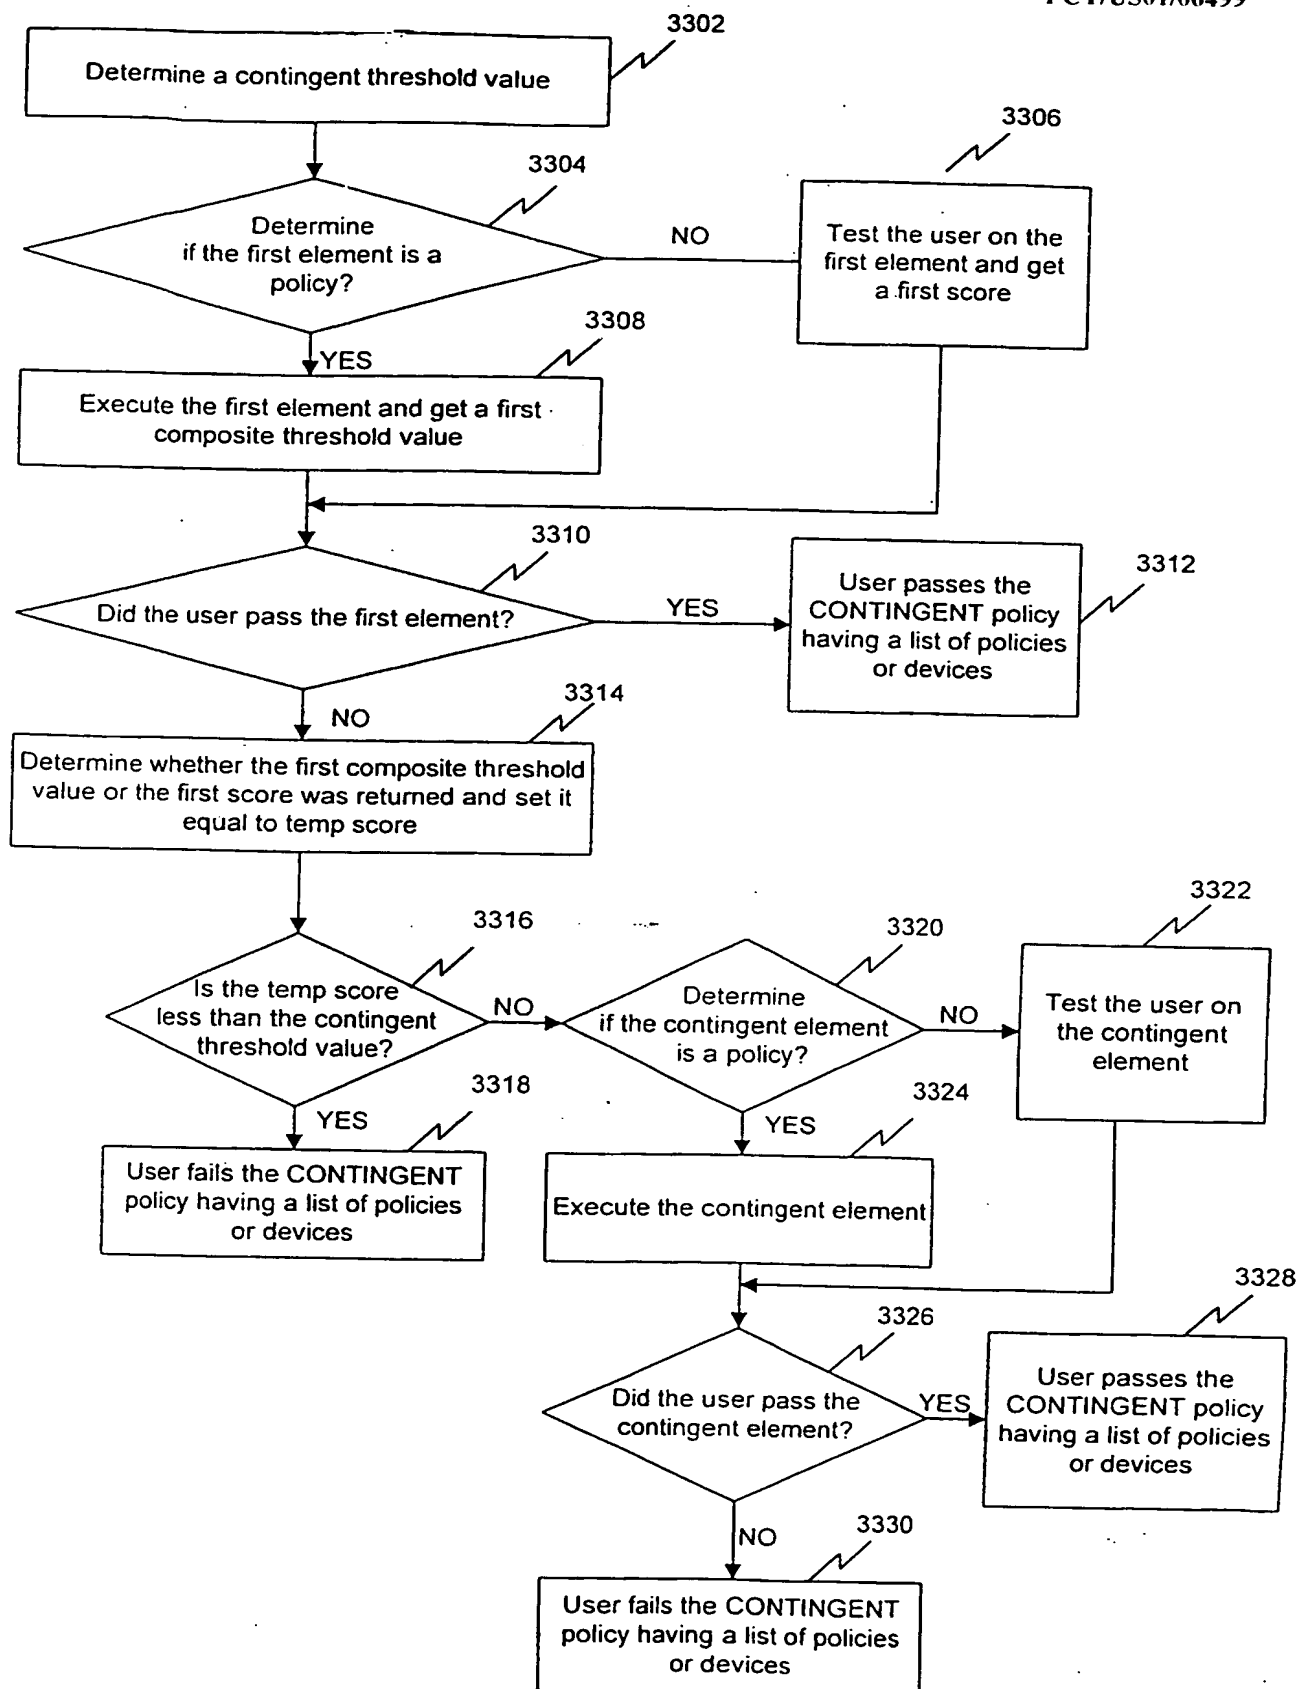 3302
Determine a contingent threshold value
3304
3306
Determine
if the first element is a
policy?
NO
Test the user on the
first element and get
a first score
3308
YES
Execute the first element and get a first
composite threshold value
3310
Did the user pass the first element?
YES
3312
User passes the
CONTINGENT policy
having a list of policies
or devices
3314
NO
Determine whether the first composite threshold
value or the first score was returned and set it
equal to temp score
3316
Is the temp score
less than the contingent
threshold value?
NO
3320
Determine
if the contingent element
is a policy?
NO
3322
Test the user on
the contingent
element
3318
YES
User fails the CONTINGENT
policy having a list of policies
or devices
3324
YES
Execute the contingent element
3326
Did the user pass the
contingent element?
YES
3328
User passes the
CONTINGENT policy
having a list of policies
or devices
3330
NO
User fails the CONTINGENT
policy having a list of policies
or devices